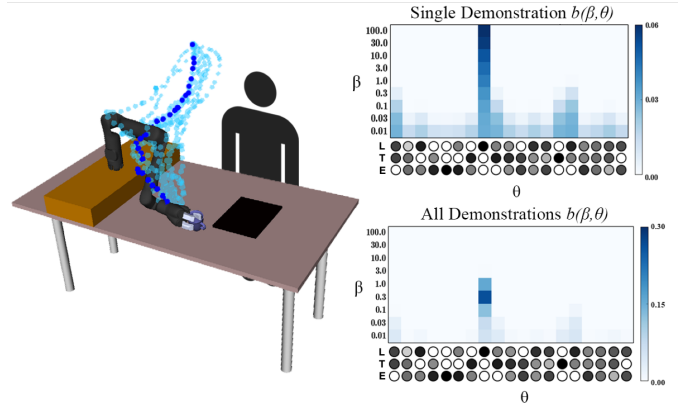 Single Demonstration b(β,θ)
100.0
30.0
10.0
3.0
1.0
0.3
0.1
0.03
0.01
β
0.06
0.03
0.00
L
T
E
θ
All Demonstrations b(β,θ)
100.0
30.0
10.0
3.0
1.0
0.3
0.1
0.03
0.01
β
0.30
0.15
0.00
L
T
E
θ